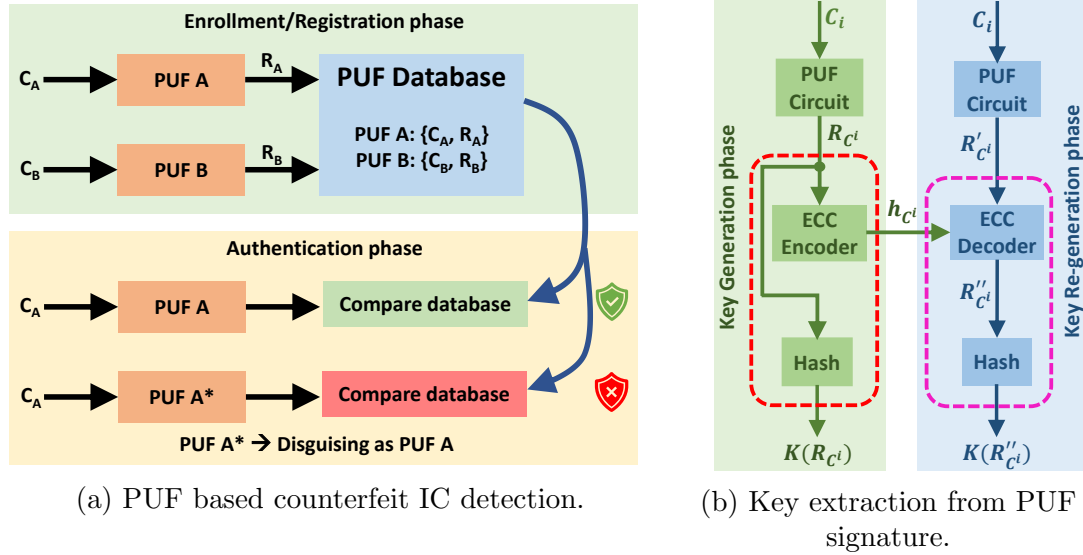 Enrollment/Registration phase
C_A
PUF A
R_A
PUF Database
PUF A: {C_A, R_A}
PUF B: {C_B, R_B}
C_B
PUF B
R_B
Authentication phase
C_A
PUF A
Compare database
C_A
PUF A*
Compare database
PUF A* → Disguising as PUF A
(a) PUF based counterfeit IC detection.
Key Generation phase
C_i
PUF
Circuit
R_{C^i}
ECC
Encoder
h_{C^i}
Hash
K(R_{C^i})
Key Re-generation phase
C_i
PUF
Circuit
R'_{C^i}
ECC
Decoder
R''_{C^i}
Hash
K(R''_{C^i})
(b) Key extraction from PUF
signature.